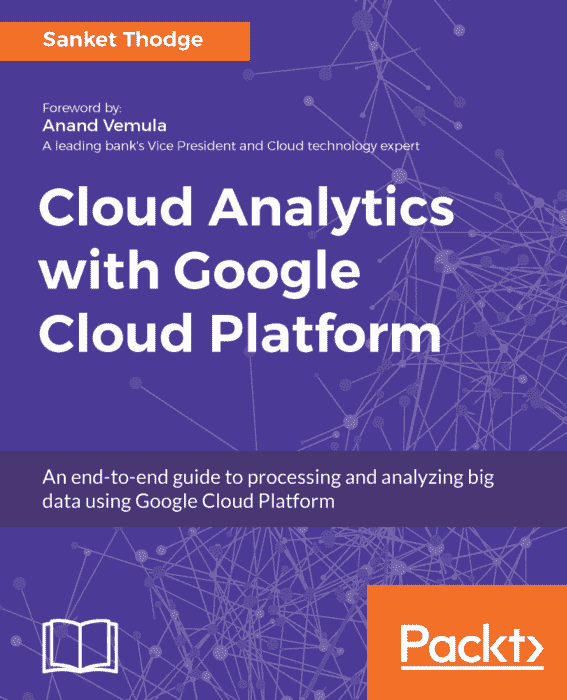 Sanket Thodge
Foreword by:
Anand Vemula
A leading bank's Vice President and Cloud technology expert
Cloud Analytics
with Google
Cloud Platform
An end-to-end guide to processing and analyzing big
data using Google Cloud Platform
Packt>